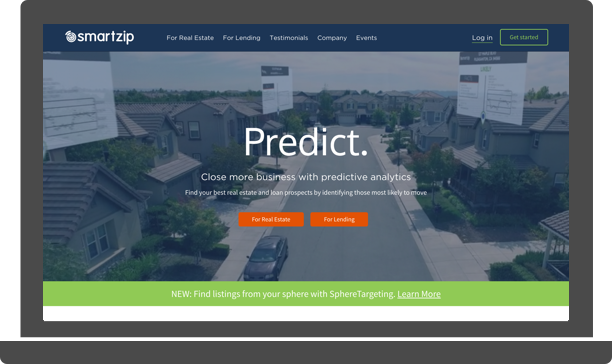 smartzip
For Real Estate For Lending Testimonials Company Events
Log in Get started
Predict.
Close more business with predictive analytics
Find your best real estate and loan prospects by identifying those most likely to move
For Real Estate For Lending
NEW: Find listings from your sphere with SphereTargeting. Learn More